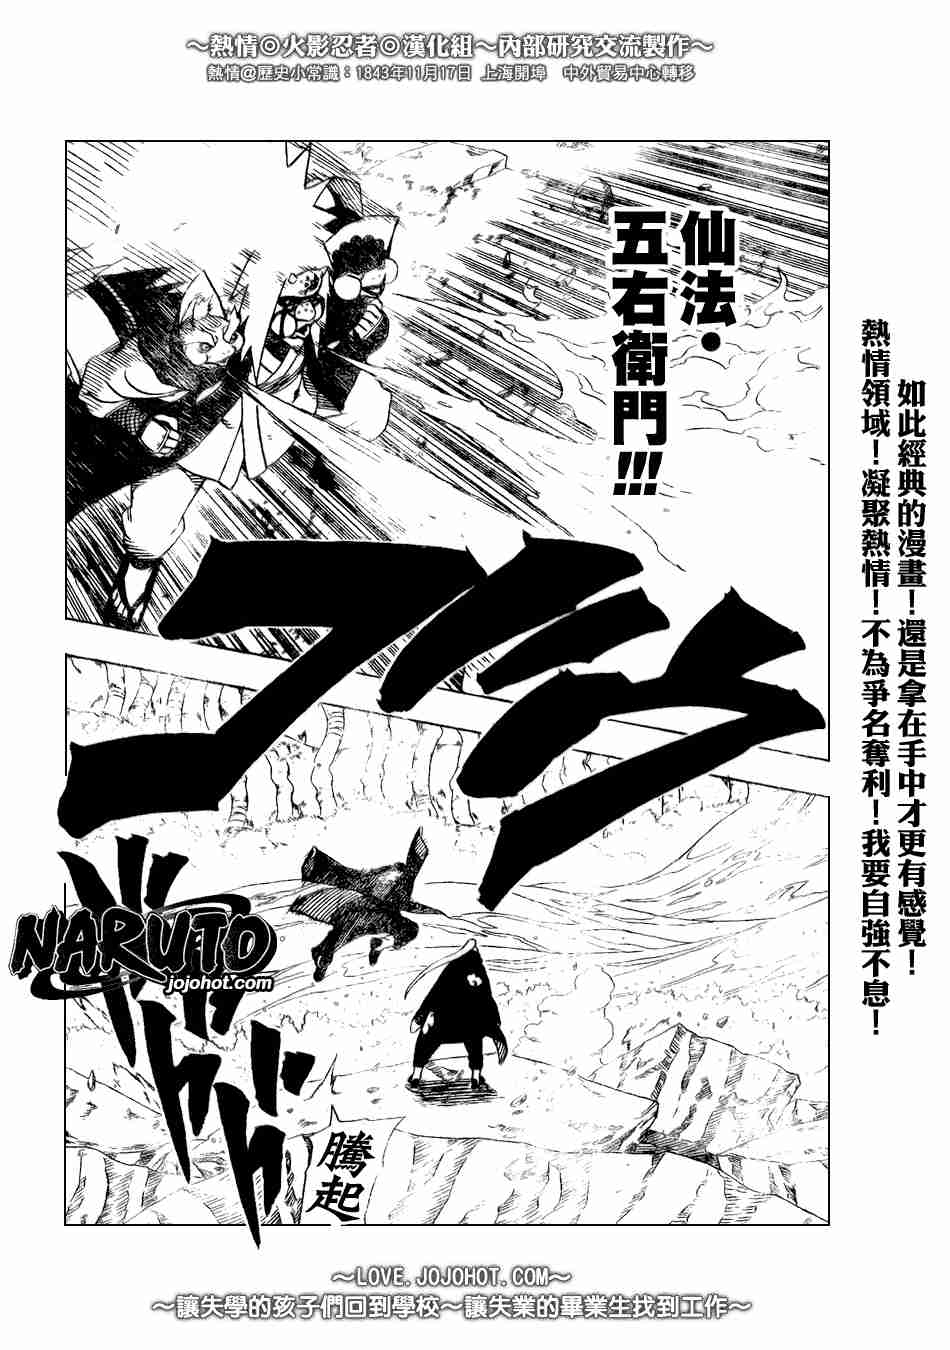 ～熱情◎火影忍者◎漢化組～內部研究交流製作～
熱情@歷史小常識：1843年11月17日 上海開埠 中外貿易中心轉移
仙法・
五右衛門!!!
如此經典的漫畫！還是拿在手中才更有感覺！
熱情領域！凝聚熱情！不為爭名奪利！我要自強不息！
NARUTO
jojohot.com
騰起
～LOVE.JOJOHOT.COM～
～讓失學的孩子們回到學校～讓失業的畢業生找到工作～